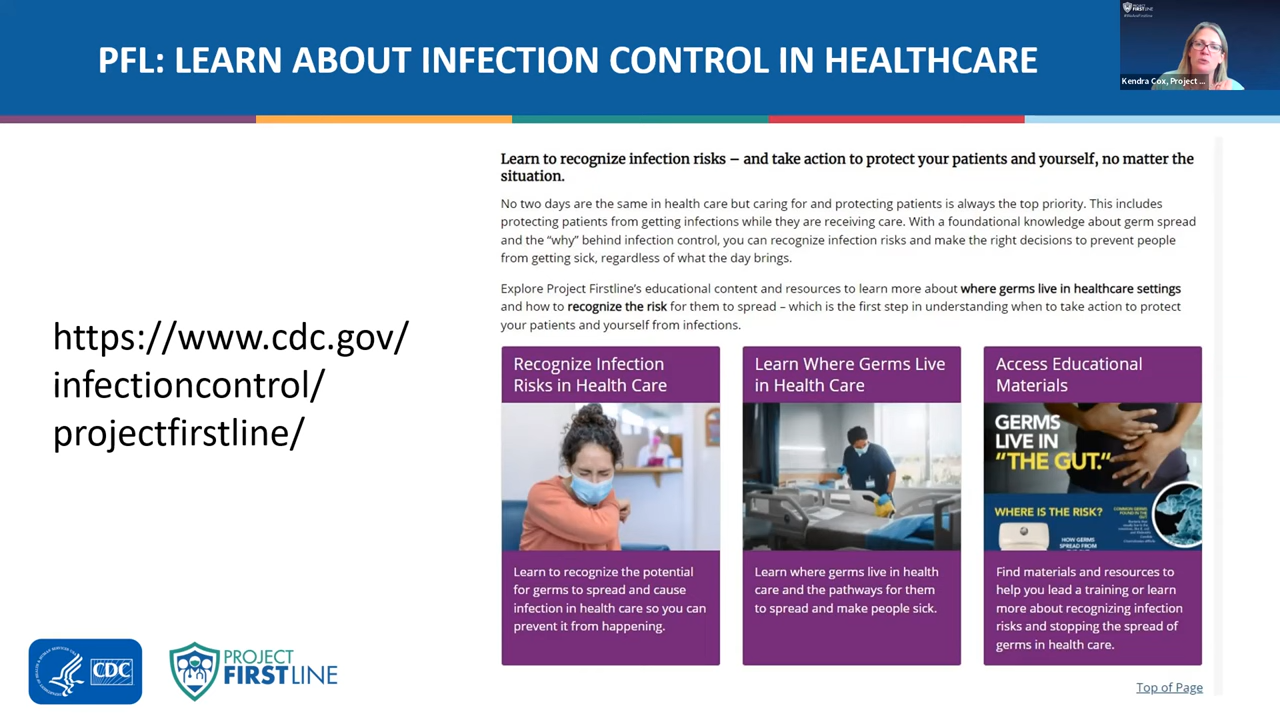 PFL: LEARN ABOUT INFECTION CONTROL IN HEALTHCARE
PROJECT
FIRSTLINE
Kendra Cox, Project ...
https://www.cdc.gov/
infectioncontrol/
projectfirstline/
Learn to recognize infection risks – and take action to protect your patients and yourself, no matter the
situation.
No two days are the same in health care but caring for and protecting patients is always the top priority. This includes
protecting patients from getting infections while they are receiving care. With a foundational knowledge about germ spread
and the “why” behind infection control, you can recognize infection risks and make the right decisions to prevent people
from getting sick, regardless of what the day brings.
Explore Project Firstline’s educational content and resources to learn more about where germs live in healthcare settings
and how to recognize the risk for them to spread – which is the first step in understanding when to take action to protect
your patients and yourself from infections.
Recognize Infection
Risks in Health Care
Learn to recognize the potential
for germs to spread and cause
infection in health care so you can
prevent it from happening.
Learn Where Germs Live
in Health Care
Learn where germs live in health
care and the pathways for them
to spread and make people sick.
Access Educational
Materials
GERMS
LIVE IN
“THE GUT.”
WHERE IS THE RISK?
COMMON GERMS
FOUND IN THE
GUT
HOW GERMS
SPREAD FROM
Find materials and resources to
help you lead a training or learn
more about recognizing infection
risks and stopping the spread of
germs in health care.
Top of Page
CDC
PROJECT
FIRSTLINE